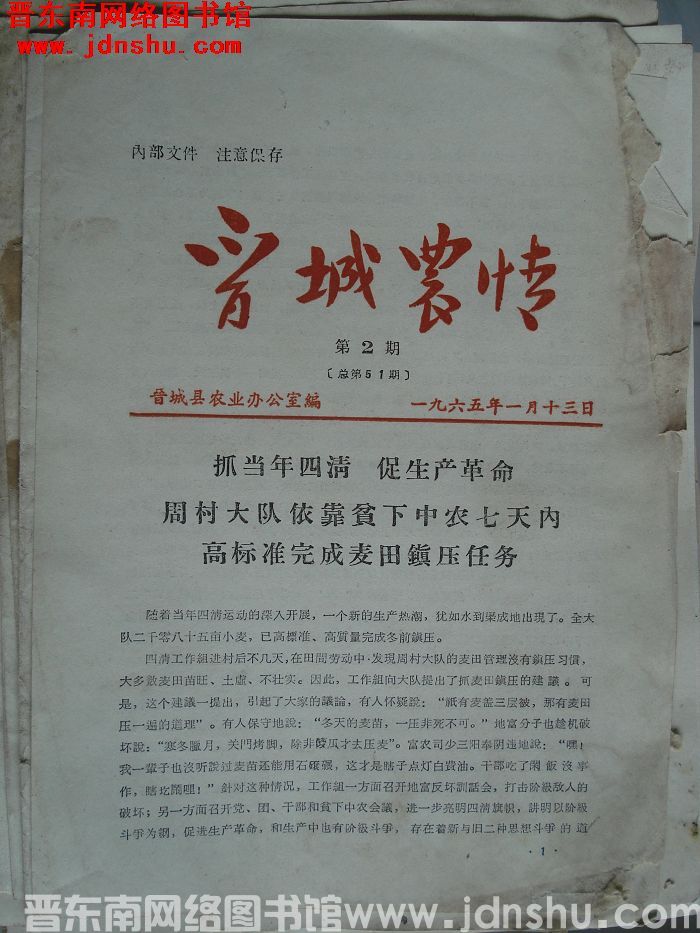 晋东南网络图书馆
www.jdnshu.com
內部文件 注意保存
晋城農情
第2期
〔总第51期〕
晉城县农业办公室編 一九六五年一月十三日
抓当年四淸 促生产革命
周村大队依靠貧下中农七天內
高标准完成麦田鎭压任务
随着当年四淸运动的深入开展，一个新的生产热潮，犹如水到渠成地出現了。全大
队二千零八十五亩小麦，已高標准、高質量完成冬前鎭压。
四淸工作組进村后不几天，在田間劳动中·发現周村大队的麦田管理沒有鎭压习慣，
大多数麦田苗旺、土虛、不壮实。因此，工作組向大队提出了抓麦田鎭压的建議。可
是，这个建議一提出，引起了大家的議論，有人怀疑說：“祇有麦盖三层被，那有麦田
压一遍的道理”。有人保守地說：“冬天的麦苗，一压非死不可。”地富分子也趁机破
坏說：“寒冬臘月，关門烤脚，除非傻瓜才去压麦”。富农司少三阳奉阴违地說：“嘿！
我一輩子也沒听說过麦苗还能用石磙碾，这才是瞎子点灯白費油。干部吃了閑飯沒事
作，瞎圪鬧哩！”針对这种情况，工作組一方面召开地富反坏訓話会，打击阶級敌人的
破坏；另一方面召开党、团、干部和貧下中农会議，进一步亮明四淸旗幟，讲明以阶級
斗爭为綱，促进生产革命，和生产中也有阶級斗爭，存在着新与旧二种思想斗爭的道
·1·
晋东南网络图书馆www.jdnshu.com